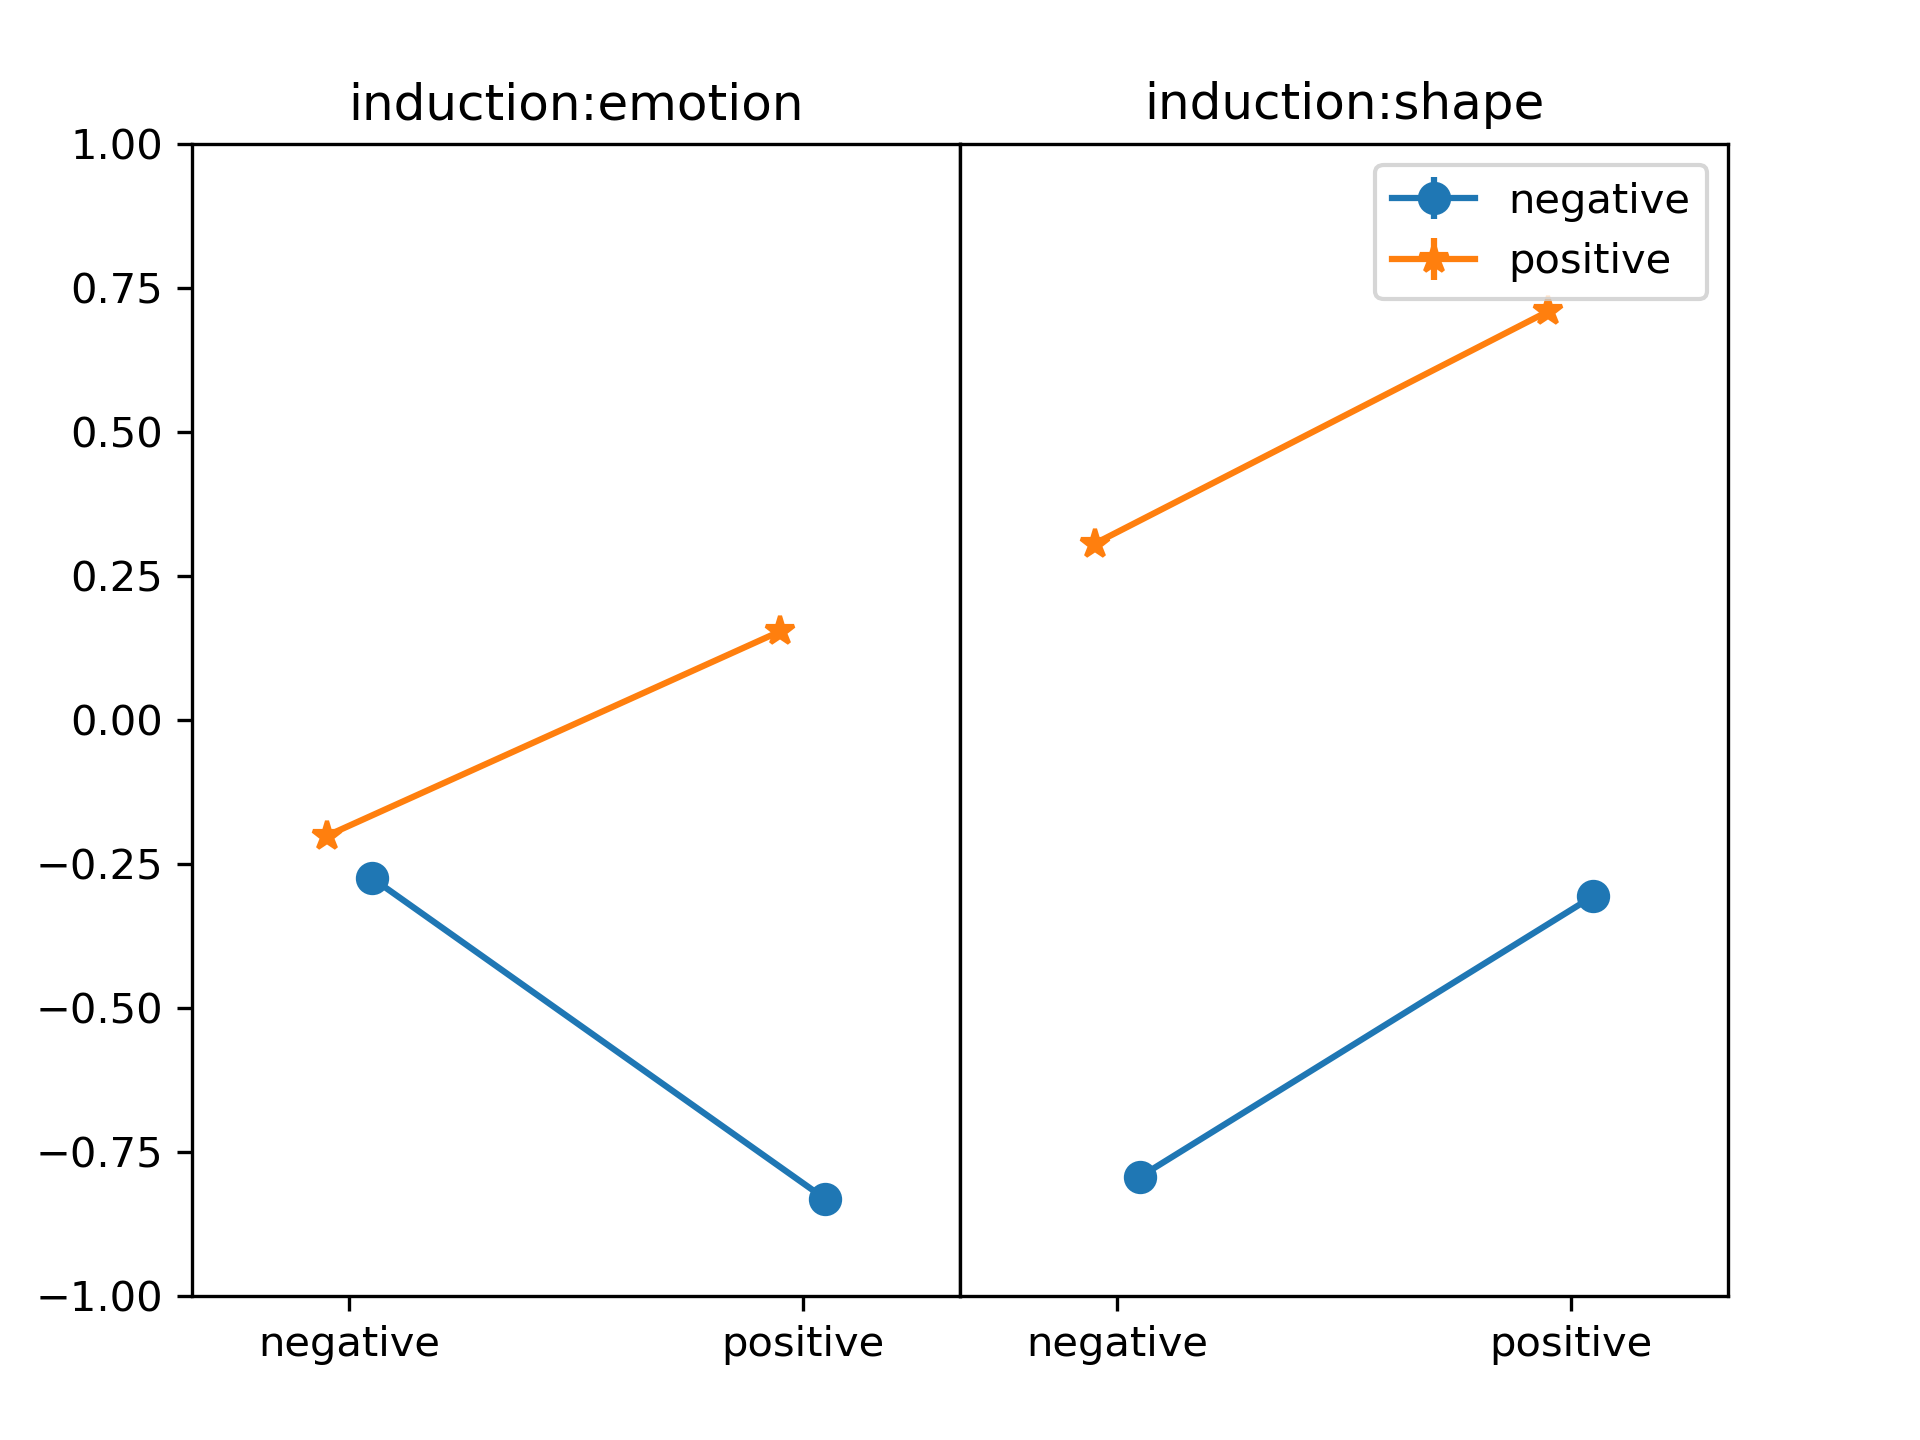 induction:emotion
induction:shape
1.00
0.75
0.50
0.25
0.00
−0.25
−0.50
−0.75
−1.00
negative
positive
negative
positive
negative
positive